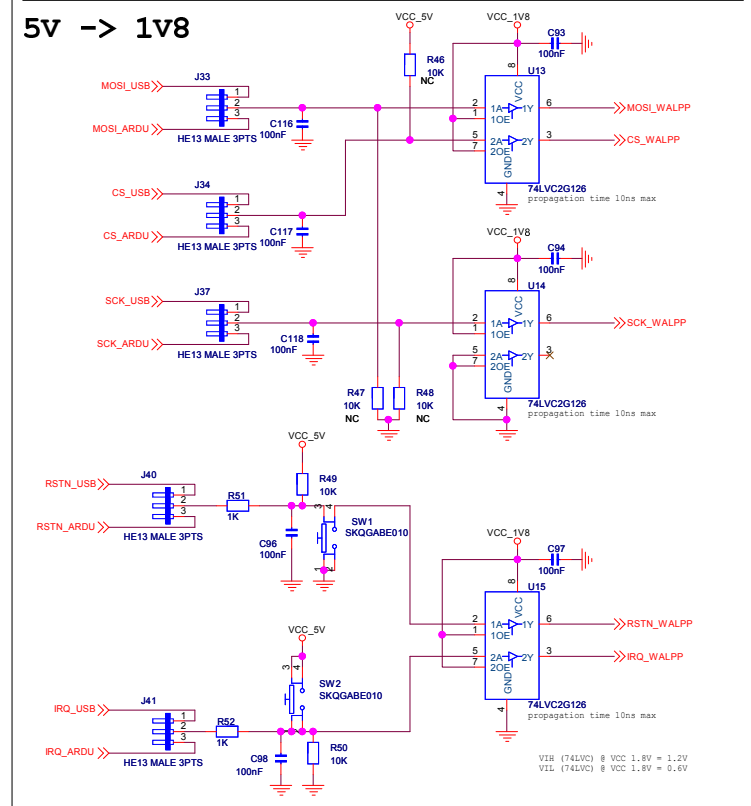 5V -> 1V8
VCC_5V
VCC_1V8
C93
100nF
R46
10K
NC
U13
8
VCC
J33
MOSI_USB
1
2
3
MOSI_ARDU
HE13 MALE 3PTS
C116
100nF
2
1
1A
1Y
1OE
6
MOSI_WALPP
5
7
2A
2Y
2OE
3
CS_WALPP
GND
4
74LVC2G126
propagation time 10ns max
J34
CS_USB
1
2
3
CS_ARDU
HE13 MALE 3PTS
C117
100nF
VCC_1V8
C94
100nF
U14
8
VCC
J37
SCK_USB
1
2
3
SCK_ARDU
HE13 MALE 3PTS
C118
100nF
2
1
1A
1Y
1OE
6
SCK_WALPP
5
7
2A
2Y
2OE
3
GND
4
74LVC2G126
propagation time 10ns max
R47
10K
NC
R48
10K
NC
VCC_5V
R49
10K
J40
RSTN_USB
1
2
3
RSTN_ARDU
HE13 MALE 3PTS
R51
1K
C96
100nF
3
4
SW1
SKQGABE010
1
2
VCC_1V8
C97
100nF
U15
8
VCC
2
1
1A
1Y
1OE
6
RSTN_WALPP
5
7
2A
2Y
2OE
3
IRQ_WALPP
GND
4
74LVC2G126
propagation time 10ns max
VCC_5V
3
4
SW2
SKQGABE010
J41
IRQ_USB
1
2
3
IRQ_ARDU
HE13 MALE 3PTS
R52
1K
C98
100nF
R50
10K
VIH (74LVC) @ VCC 1.8V = 1.2V
VIL (74LVC) @ VCC 1.8V = 0.6V